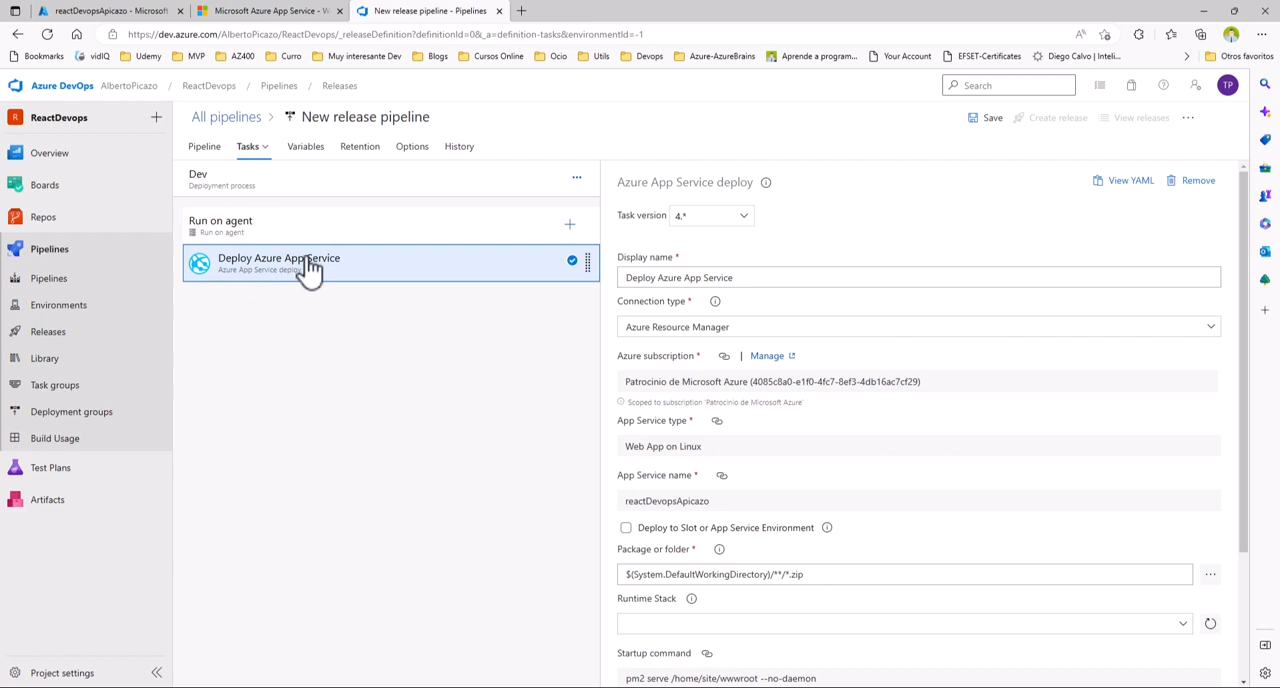 reactDevopsApicazo - Microsoft
Microsoft Azure App Service - W
New release pipeline - Pipelines
https://dev.azure.com/AlbertoPicazo/ReactDevops/_releaseDefinition?definitionId=0&_a=definition-tasks&environmentId=-1
Bookmarks
vidIQ
Udemy
MVP
AZ400
Curro
Muy interesante Dev
Blogs
Cursos Online
Ocio
Utils
Devops
Azure-AzureBrains
Aprende a program...
Your Account
EFSET-Certificates
Diego Calvo | Inteli...
Otros favoritos
Azure DevOps
AlbertoPicazo / ReactDevops / Pipelines / Releases
Search
TP
R
ReactDevops
Overview
Boards
Repos
Pipelines
Pipelines
Environments
Releases
Library
Task groups
Deployment groups
Build Usage
Test Plans
Artifacts
Project settings
All pipelines > New release pipeline
Save
Create release
View releases
Pipeline
Tasks
Variables
Retention
Options
History
Dev
Deployment process
Run on agent
Run on agent
Deploy Azure App Service
Azure App Service deploy
Azure App Service deploy
View YAML
Remove
Task version
4.*
Display name *
Deploy Azure App Service
Connection type *
Azure Resource Manager
Azure subscription * | Manage
Patrocinio de Microsoft Azure (4085c8a0-e1f0-4fc7-8ef3-4db16ac7cf29)
Scoped to subscription 'Patrocinio de Microsoft Azure'
App Service type *
Web App on Linux
App Service name *
reactDevopsApicazo
Deploy to Slot or App Service Environment
Package or folder *
$(System.DefaultWorkingDirectory)/**/*.zip
Runtime Stack
Startup command
pm2 serve /home/site/wwwroot --no-daemon